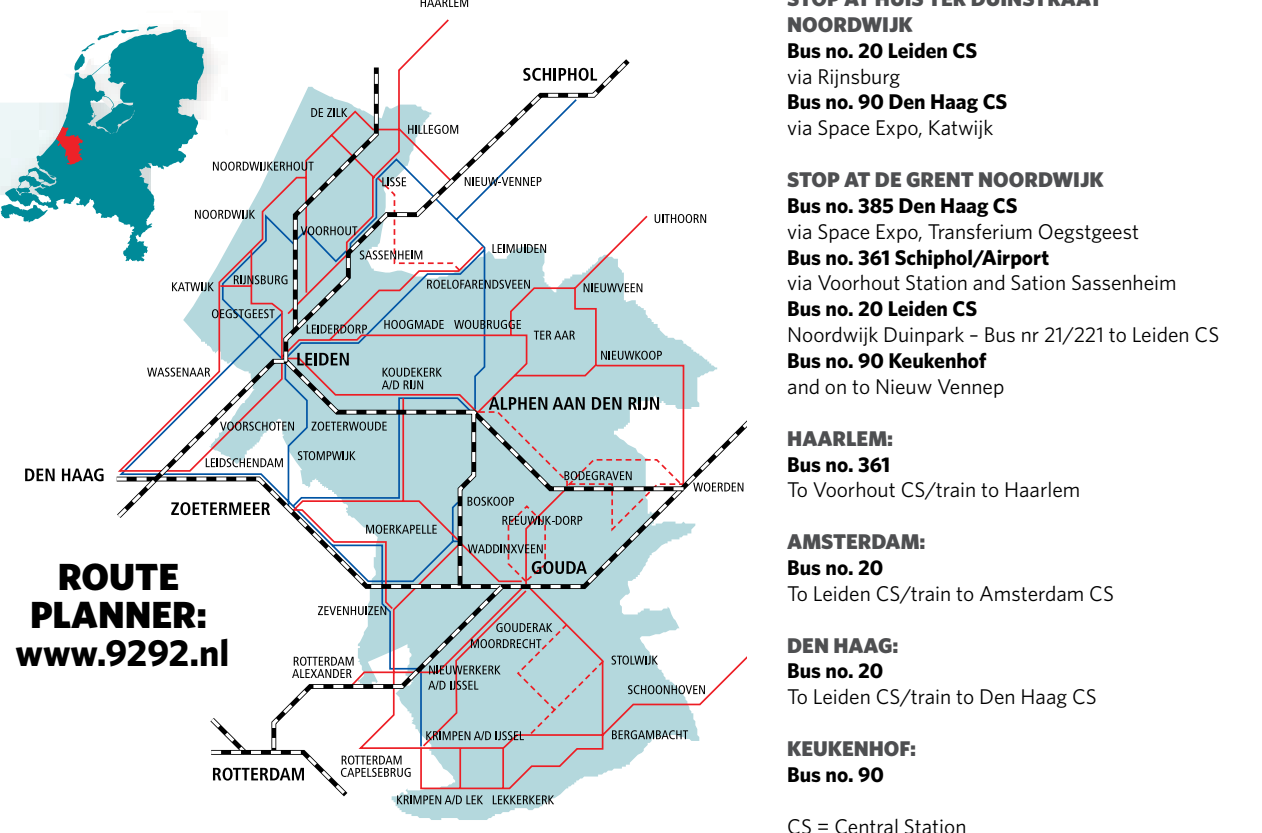 HAARLEM
SCHIPHOL
DE ZILK
HILLEGOM
NOORDWIJKERHOUT
LISSE
NIEUW-VENNEP
NOORDWIJK
UITHOORN
VOORHOUT
SASSENHEIM
LEIMUIDEN
KATWIJK
RIJNSBURG
ROELOFARENDSVEEN
NIEUWVEEN
OEGSTGEEST
LEIDERDORP
HOOGMADE
WOUBRUGGE
TER AAR
LEIDEN
NIEUWKOOP
WASSENAAR
KOUDEKERK
A/D RIJN
ALPHEN AAN DEN RIJN
VOORSCHOTEN
ZOETERWOUDE
LEIDSCHENDAM
STOMPWIJK
DEN HAAG
BODEGRAVEN
WOERDEN
ZOETERMEER
BOSKOOP
MOERKAPELLE
REEUWIJK-DORP
WADDINXVEEN
GOUDA
ROUTE
PLANNER:
www.9292.nl
ZEVENHUIZEN
GOUDERAK
MOORDRECHT
ROTTERDAM
ALEXANDER
NIEUWERKERK
A/D IJSSEL
STOLWIJK
SCHOONHOVEN
KRIMPEN A/D IJSSEL
BERGAMBACHT
ROTTERDAM
ROTTERDAM
CAPELSEBRUG
KRIMPEN A/D LEK
LEKKERKERK
STOP AT HUIS TER DUINSTRAAT
NOORDWIJK
Bus no. 20 Leiden CS
via Rijnsburg
Bus no. 90 Den Haag CS
via Space Expo, Katwijk
STOP AT DE GRENT NOORDWIJK
Bus no. 385 Den Haag CS
via Space Expo, Transferium Oegstgeest
Bus no. 361 Schiphol/Airport
via Voorhout Station and Sation Sassenheim
Bus no. 20 Leiden CS
Noordwijk Duinpark – Bus nr 21/221 to Leiden CS
Bus no. 90 Keukenhof
and on to Nieuw Vennep
HAARLEM:
Bus no. 361
To Voorhout CS/train to Haarlem
AMSTERDAM:
Bus no. 20
To Leiden CS/train to Amsterdam CS
DEN HAAG:
Bus no. 20
To Leiden CS/train to Den Haag CS
KEUKENHOF:
Bus no. 90
CS = Central Station